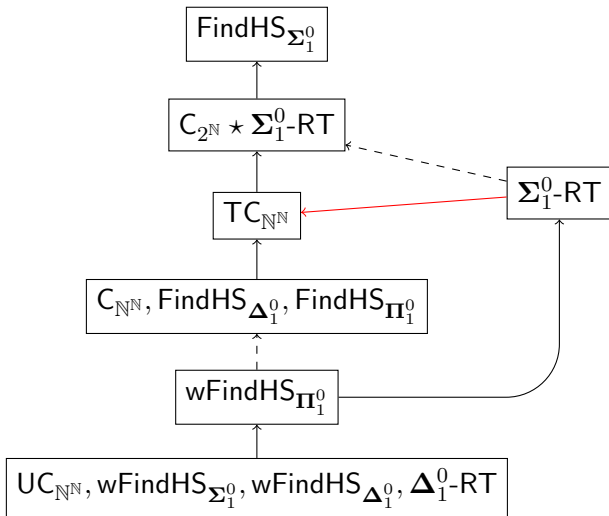 FindHS_{𝚺^0_1}
C_{2^ℕ} ⋆ 𝚺^0_1-RT
𝚺^0_1-RT
TC_{ℕ^ℕ}
C_{ℕ^ℕ}, FindHS_{𝚫^0_1}, FindHS_{𝚷^0_1}
wFindHS_{𝚷^0_1}
UC_{ℕ^ℕ}, wFindHS_{𝚺^0_1}, wFindHS_{𝚫^0_1}, 𝚫^0_1-RT